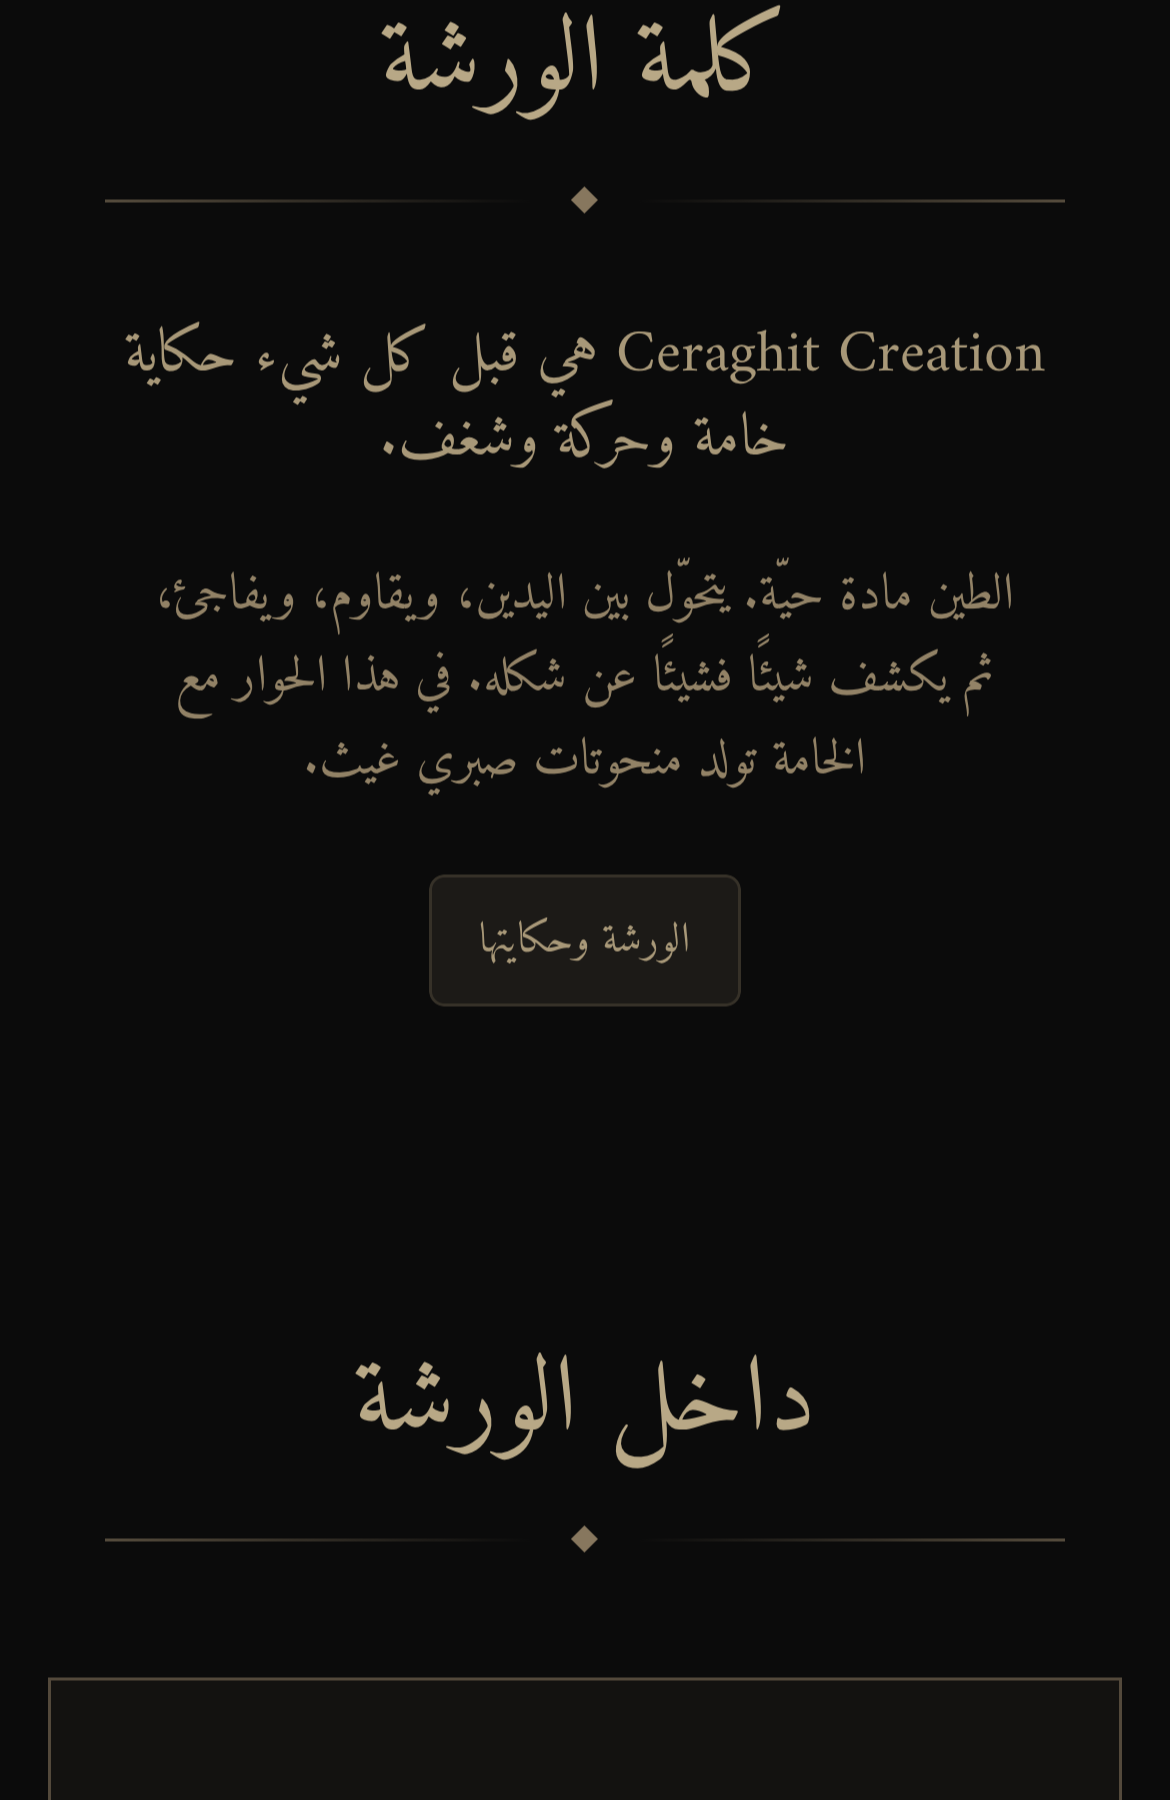 كلمة الورشة
Ceraghit Creation هي قبل كل شيء حكاية
خامة وحركة وشغف.
الطين مادة حيّة. يتحوّل بين اليدين، ويقاوم، ويفاجئ،
ثم يكشف شيئًا فشيئًا عن شكله. في هذا الحوار مع
الخامة تولد منحوتات صبري غيث.
الورشة وحكايتها
داخل الورشة